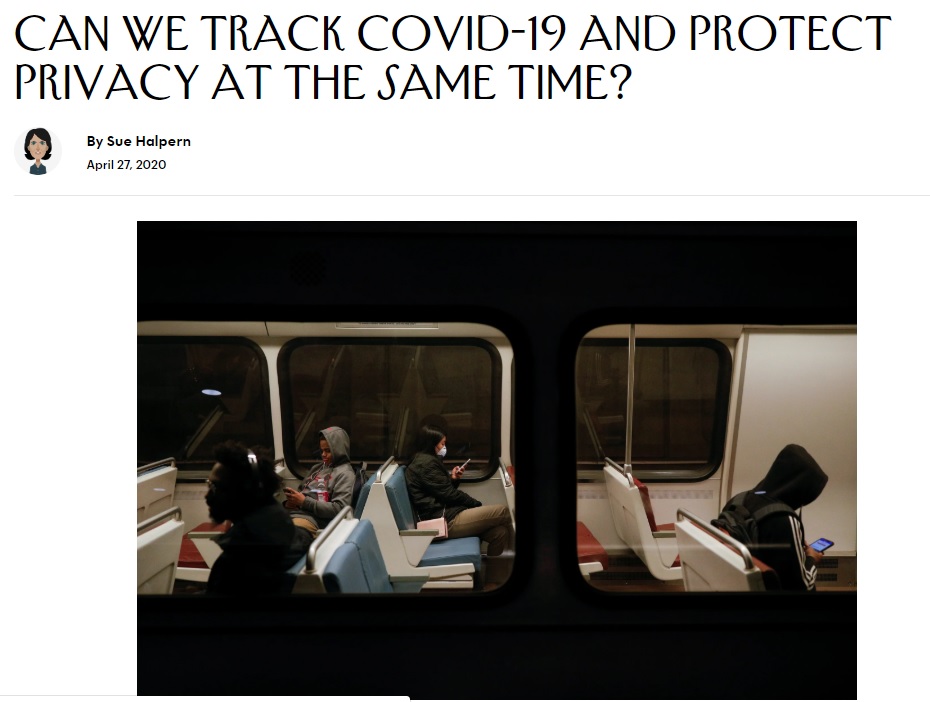 CAN WE TRACK COVID-19 AND PROTECT
PRIVACY AT THE SAME TIME?
By Sue Halpern
April 27, 2020